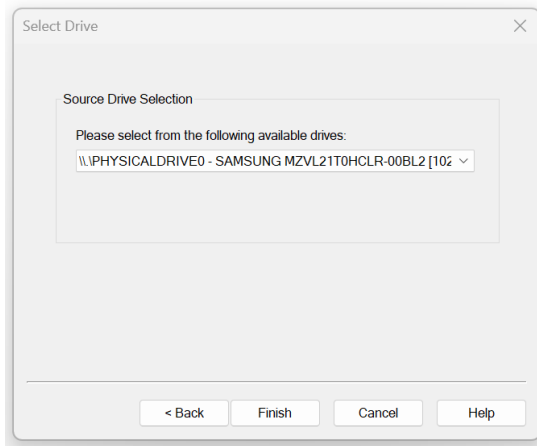 Select Drive
Source Drive Selection
Please select from the following available drives:
\\.\PHYSICALDRIVE0 - SAMSUNG MZVL21T0HCLR-00BL2 [102
< Back
Finish
Cancel
Help